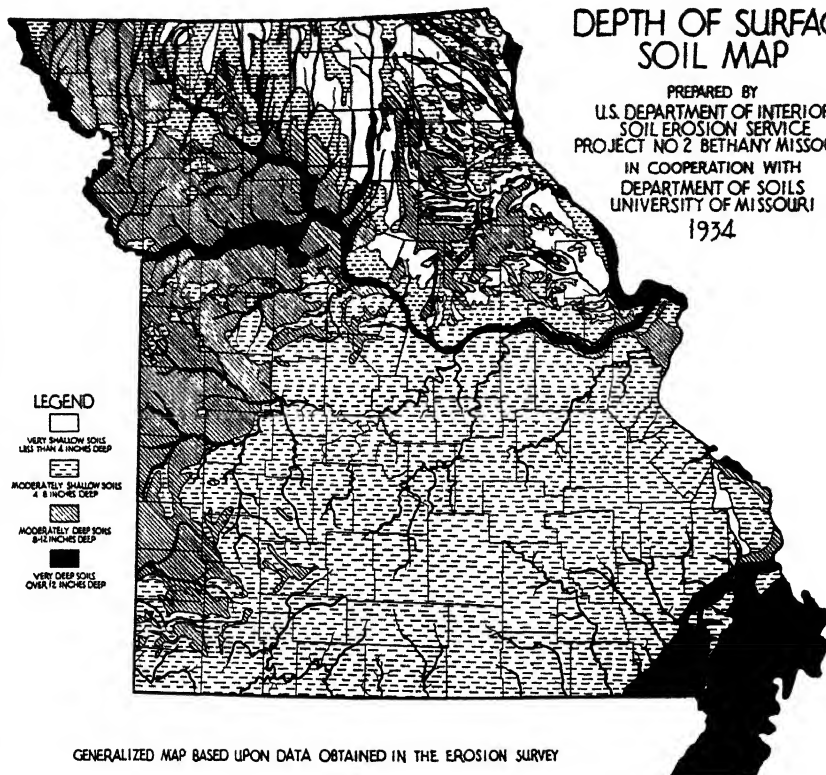 DEPTH OF SURFAC
SOIL MAP
PREPARED BY
U.S. DEPARTMENT OF INTERIOR
SOIL EROSION SERVICE
PROJECT NO 2 BETHANY MISSOU
IN COOPERATION WITH
DEPARTMENT OF SOILS
UNIVERSITY OF MISSOURI
1934
LEGEND
VERY SHALLOW SOILS
LESS THAN 4 INCHES DEEP
MODERATELY SHALLOW SOILS
4-8 INCHES DEEP
MODERATELY DEEP SOILS
8-12 INCHES DEEP
VERY DEEP SOILS
OVER 12 INCHES DEEP
GENERALIZED MAP BASED UPON DATA OBTAINED IN THE EROSION SURVEY